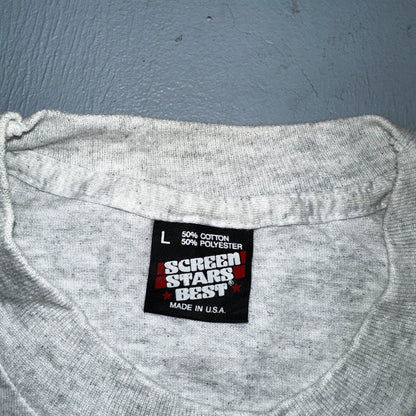 L 50% COTTON
50% POLYESTER
SCREEN
STARS
BEST®
MADE IN U.S.A.